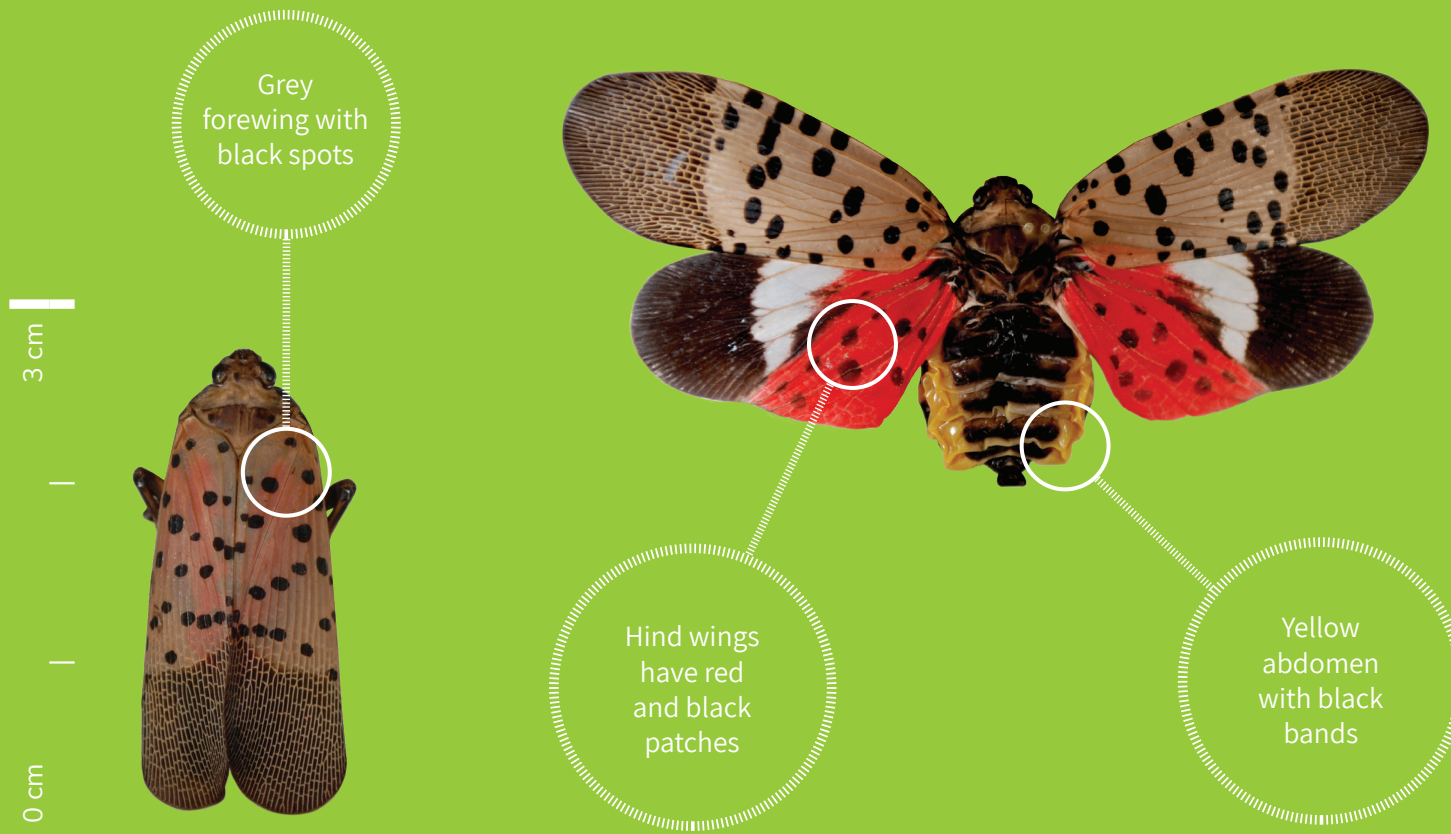 Grey
forewing with
black spots
3 cm
0 cm
Hind wings
have red
and black
patches
Yellow
abdomen
with black
bands